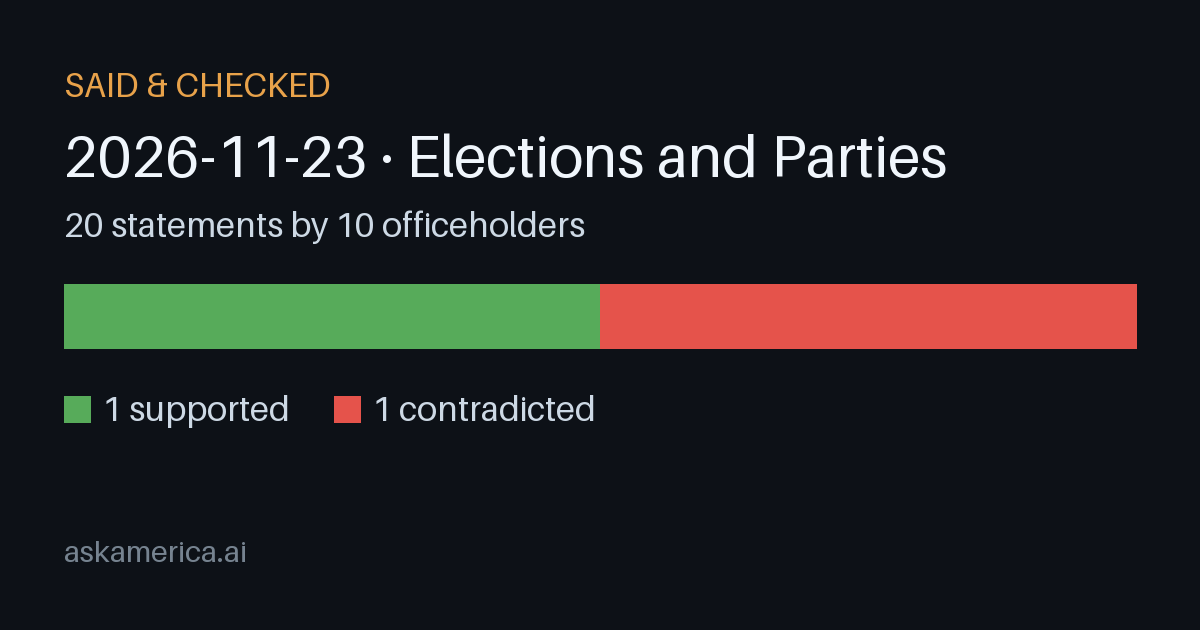 SAID & CHECKED
2026-11-23 · Elections and Parties
20 statements by 10 officeholders
1 supported 1 contradicted
askamerica.ai